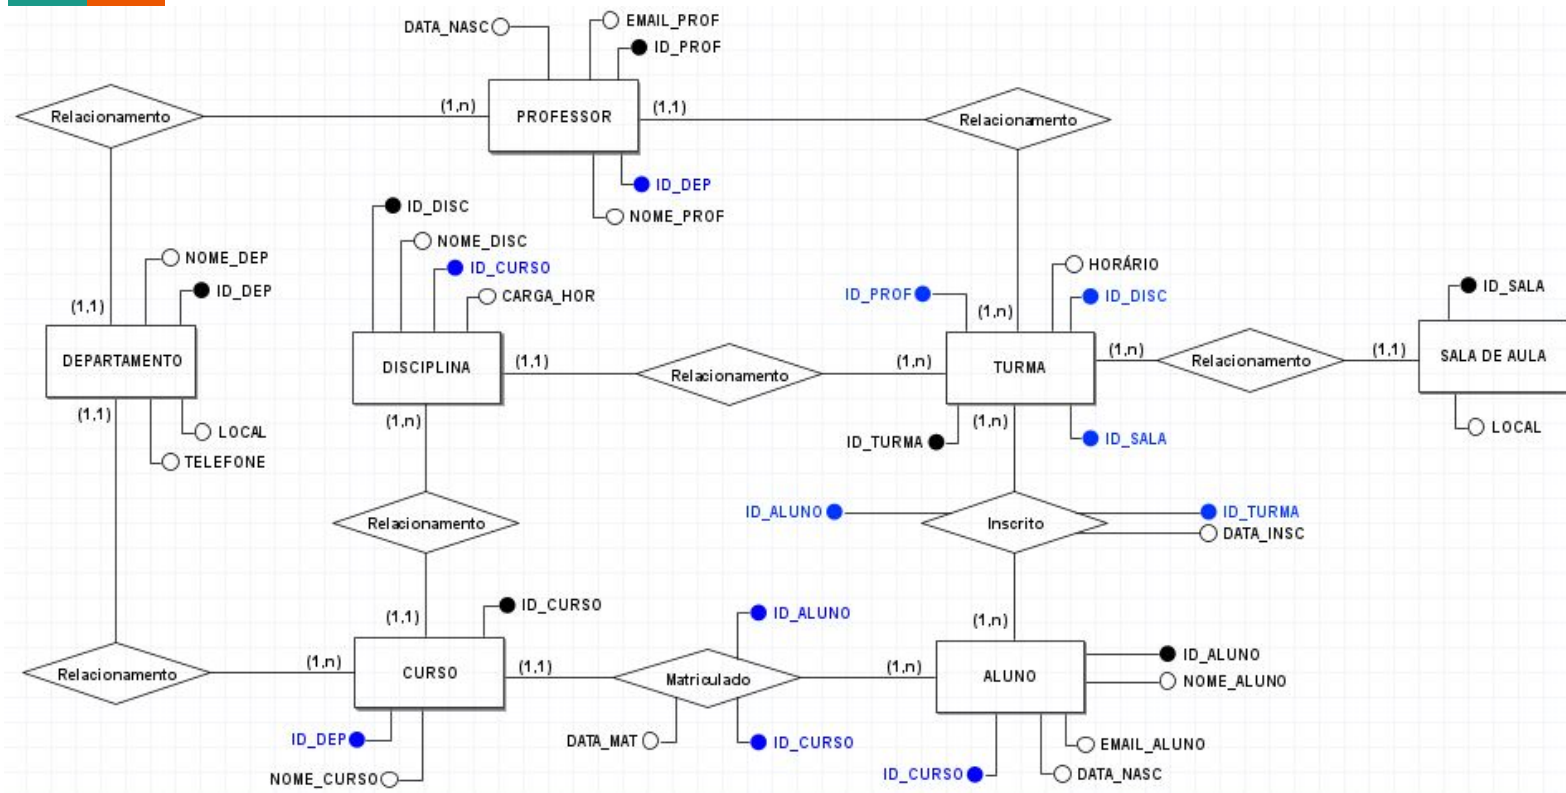 EMAIL_PROF
DATA_NASC
ID_PROF
Relacionamento
(1,n)
PROFESSOR
(1,1)
Relacionamento
ID_DEP
NOME_PROF
ID_DISC
NOME_DISC
ID_CURSO
CARGA_HOR
NOME_DEP
ID_DEP
(1,1)
DEPARTAMENTO
(1,1)
LOCAL
TELEFONE
DISCIPLINA
(1,1)
Relacionamento
(1,n)
(1,n)
ID_PROF
HORÁRIO
ID_DISC
(1,n)
TURMA
(1,n)
Relacionamento
(1,1)
ID_SALA
SALA DE AULA
LOCAL
ID_TURMA
(1,n)
ID_SALA
Relacionamento
ID_ALUNO
Inscrito
ID_TURMA
DATA_INSC
(1,1)
ID_CURSO
ID_ALUNO
(1,n)
Relacionamento
(1,n)
CURSO
(1,1)
Matriculado
(1,n)
ALUNO
ID_ALUNO
NOME_ALUNO
ID_DEP
NOME_CURSO
DATA_MAT
ID_CURSO
ID_CURSO
EMAIL_ALUNO
DATA_NASC